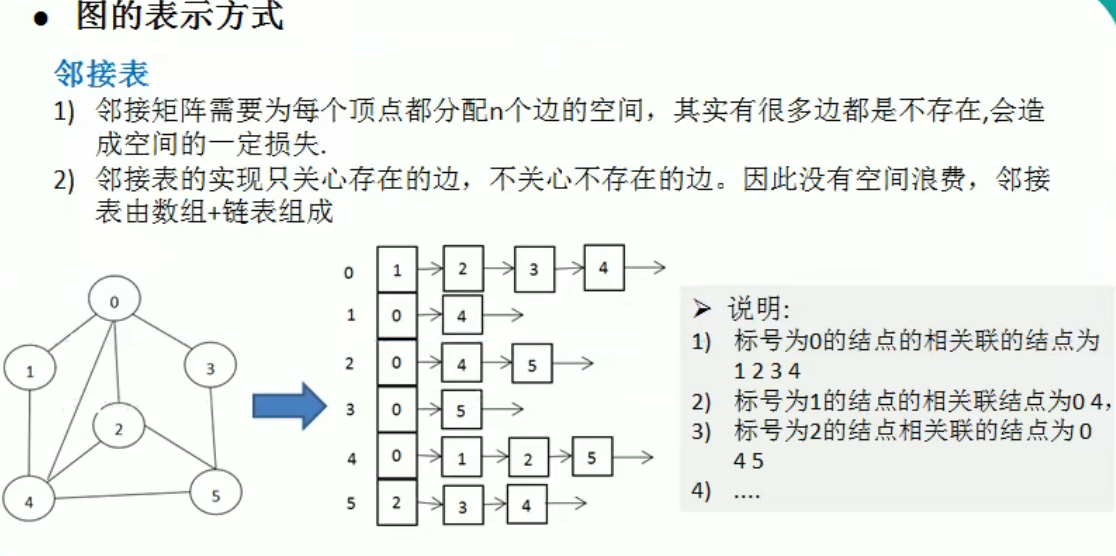 ● 图的表示方式
邻接表
1) 邻接矩阵需要为每个顶点都分配n个边的空间，其实有很多边都是不存在,会造
成空间的一定损失.
2) 邻接表的实现只关心存在的边，不关心不存在的边。因此没有空间浪费，邻接
表由数组+链表组成
0
1
3
2
4
5
0 1 2 3 4
1 0 4
2 0 4 5
3 0 5
4 0 1 2 5
5 2 3 4
➢ 说明:
1) 标号为0的结点的相关联的结点为
1 2 3 4
2) 标号为1的结点的相关联结点为0 4，
3) 标号为2的结点相关联的结点为 0
4 5
4) ....